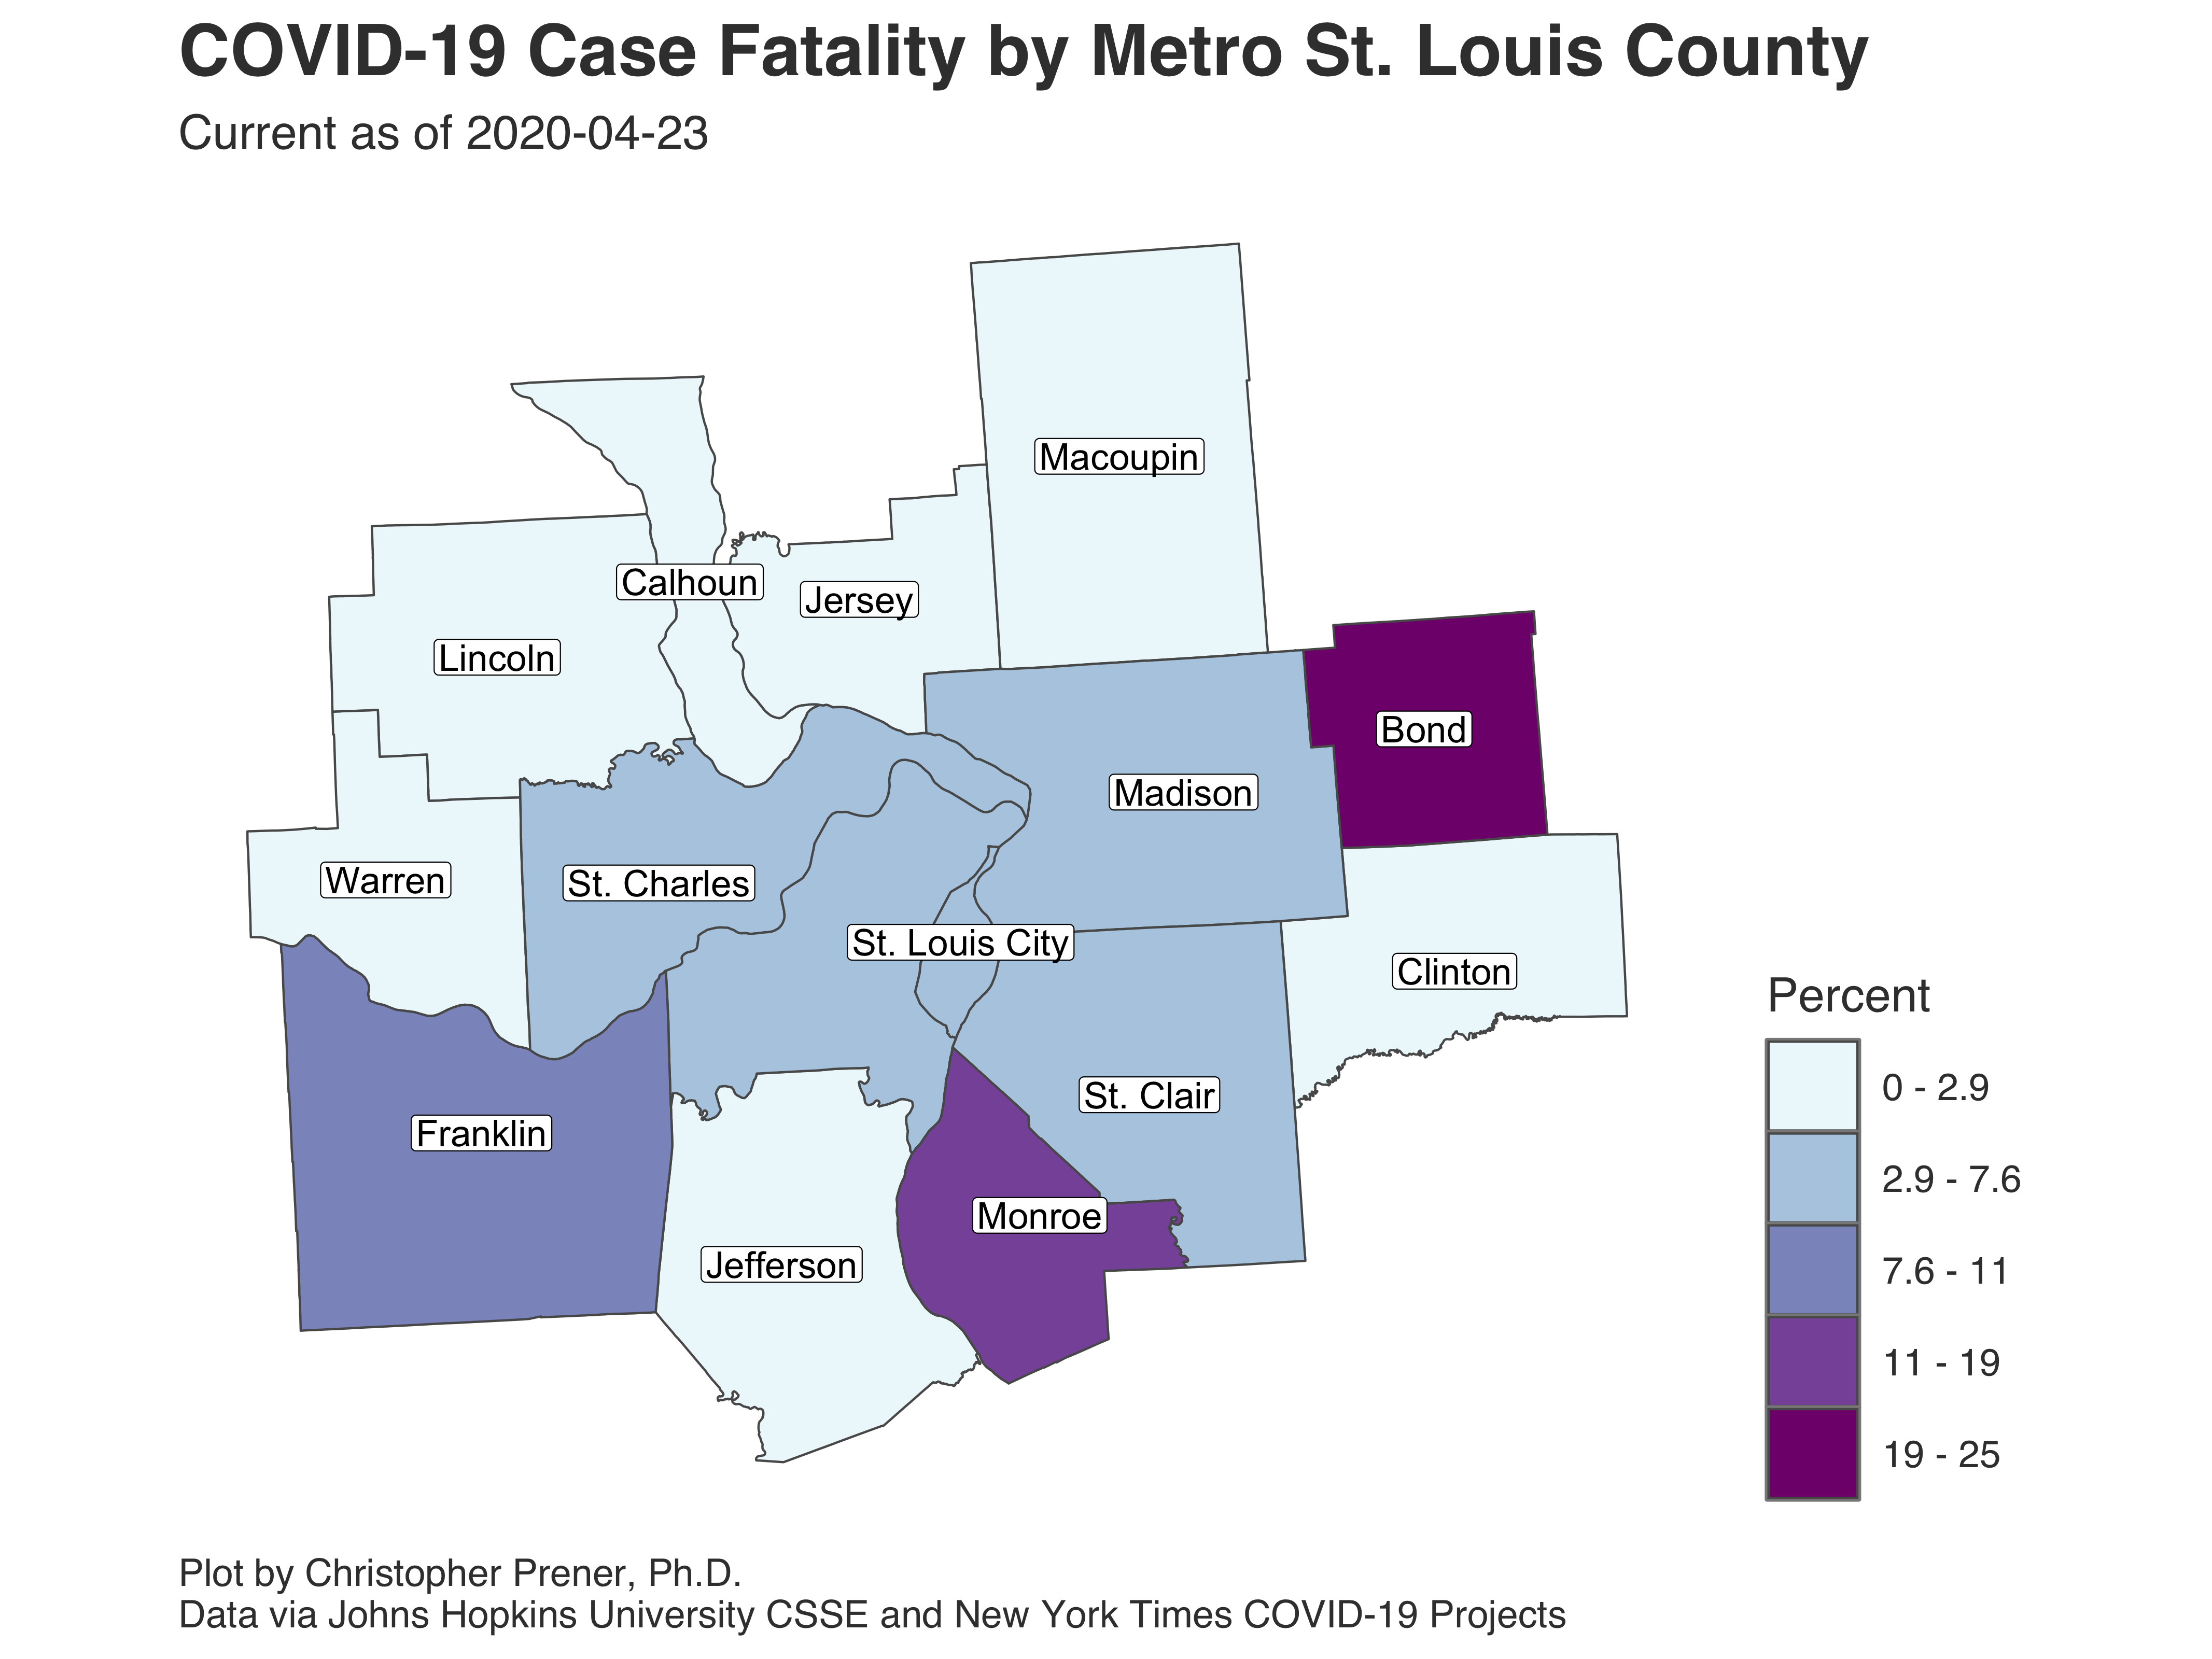 COVID-19 Case Fatality by Metro St. Louis County
Current as of 2020-04-23
Macoupin
Calhoun
Jersey
Lincoln
Bond
Madison
Warren
St. Charles
St. Louis City
Clinton
St. Clair
Franklin
Monroe
Jefferson
Percent
0 - 2.9
2.9 - 7.6
7.6 - 11
11 - 19
19 - 25
Plot by Christopher Prener, Ph.D.
Data via Johns Hopkins University CSSE and New York Times COVID-19 Projects